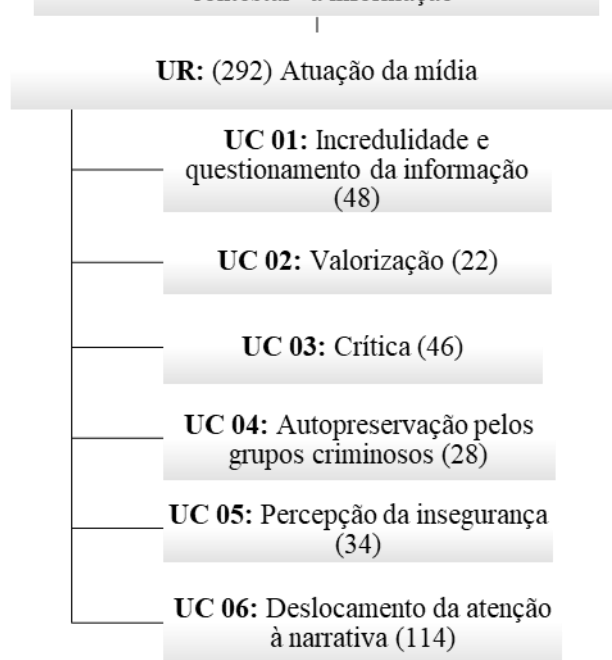 UR: (292) Atuação da mídia
UC 01: Incredulidade e
questionamento da informação
(48)
UC 02: Valorização (22)
UC 03: Crítica (46)
UC 04: Autopreservação pelos
grupos criminosos (28)
UC 05: Percepção da insegurança
(34)
UC 06: Deslocamento da atenção
à narrativa (114)